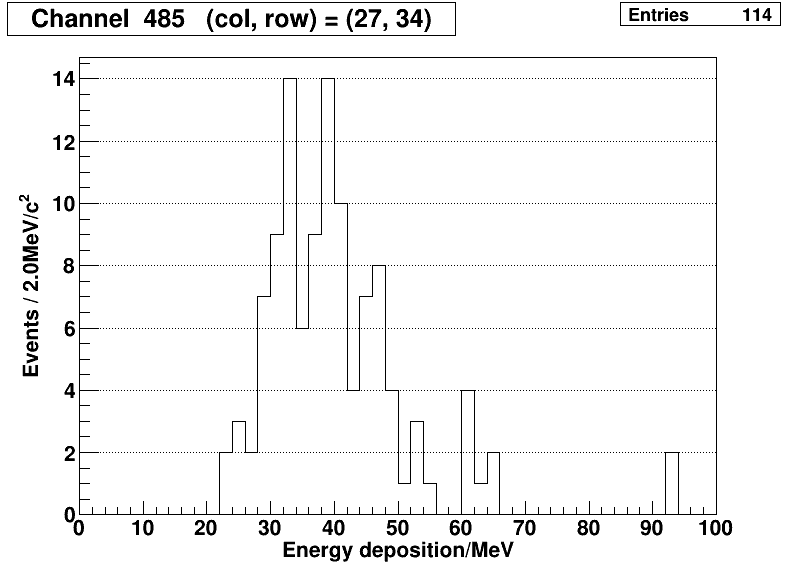 Channel 485 (col, row) = (27, 34)
Entries 114
Events / 2.0MeV/c²
14
12
10
8
6
4
2
0
0 10 20 30 40 50 60 70 80 90 100
Energy deposition/MeV